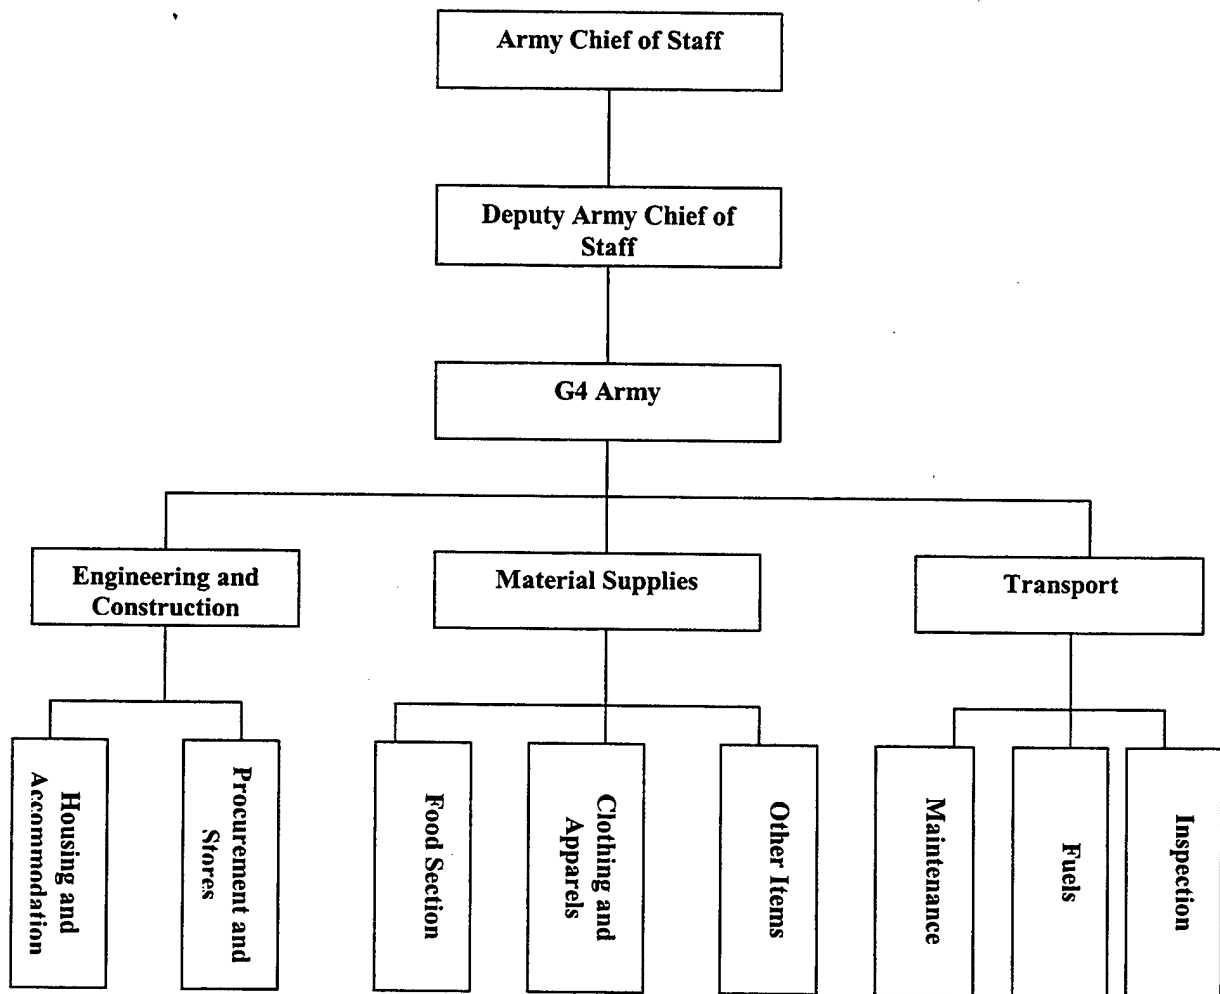 Army Chief of Staff
Deputy Army Chief of
Staff
G4 Army
Engineering and
Construction
Material Supplies
Transport
Housing and
Accommodation
Procurement and
Stores
Food Section
Clothing and
Apparels
Other Items
Maintenance
Fuels
Inspection